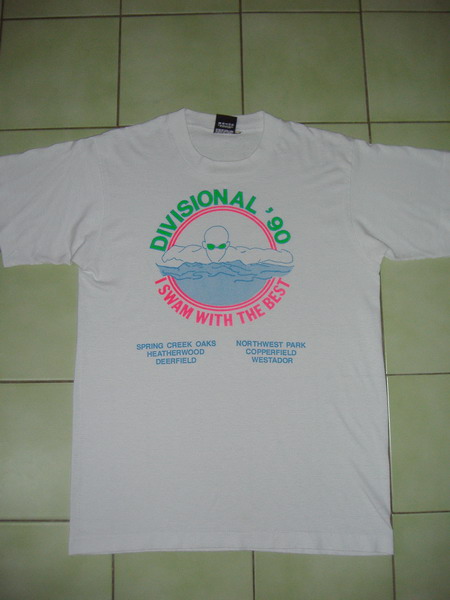 DIVISIONAL '90
I SWAM WITH THE BEST
SPRING CREEK OAKS
HEATHERWOOD
DEERFIELD
NORTHWEST PARK
COPPERFIELD
WESTADOR